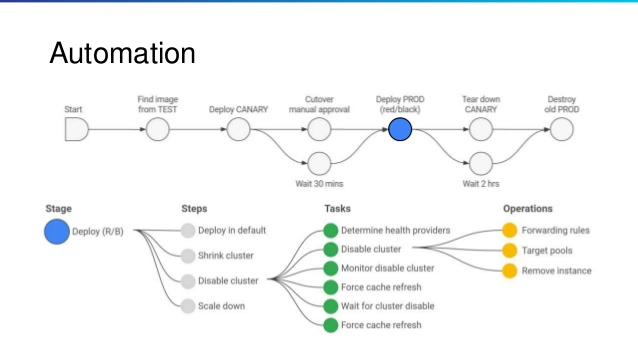 Automation
Start
Find image
from TEST
Deploy CANARY
Cutover
manual approval
Deploy PROD
(red/black)
Tear down
CANARY
Destroy
old PROD
Wait 30 mins
Wait 2 hrs
Stage
Deploy (R/B)
Steps
Deploy in default
Shrink cluster
Disable cluster
Scale down
Tasks
Determine health providers
Disable cluster
Monitor disable cluster
Force cache refresh
Wait for cluster disable
Force cache refresh
Operations
Forwarding rules
Target pools
Remove instance